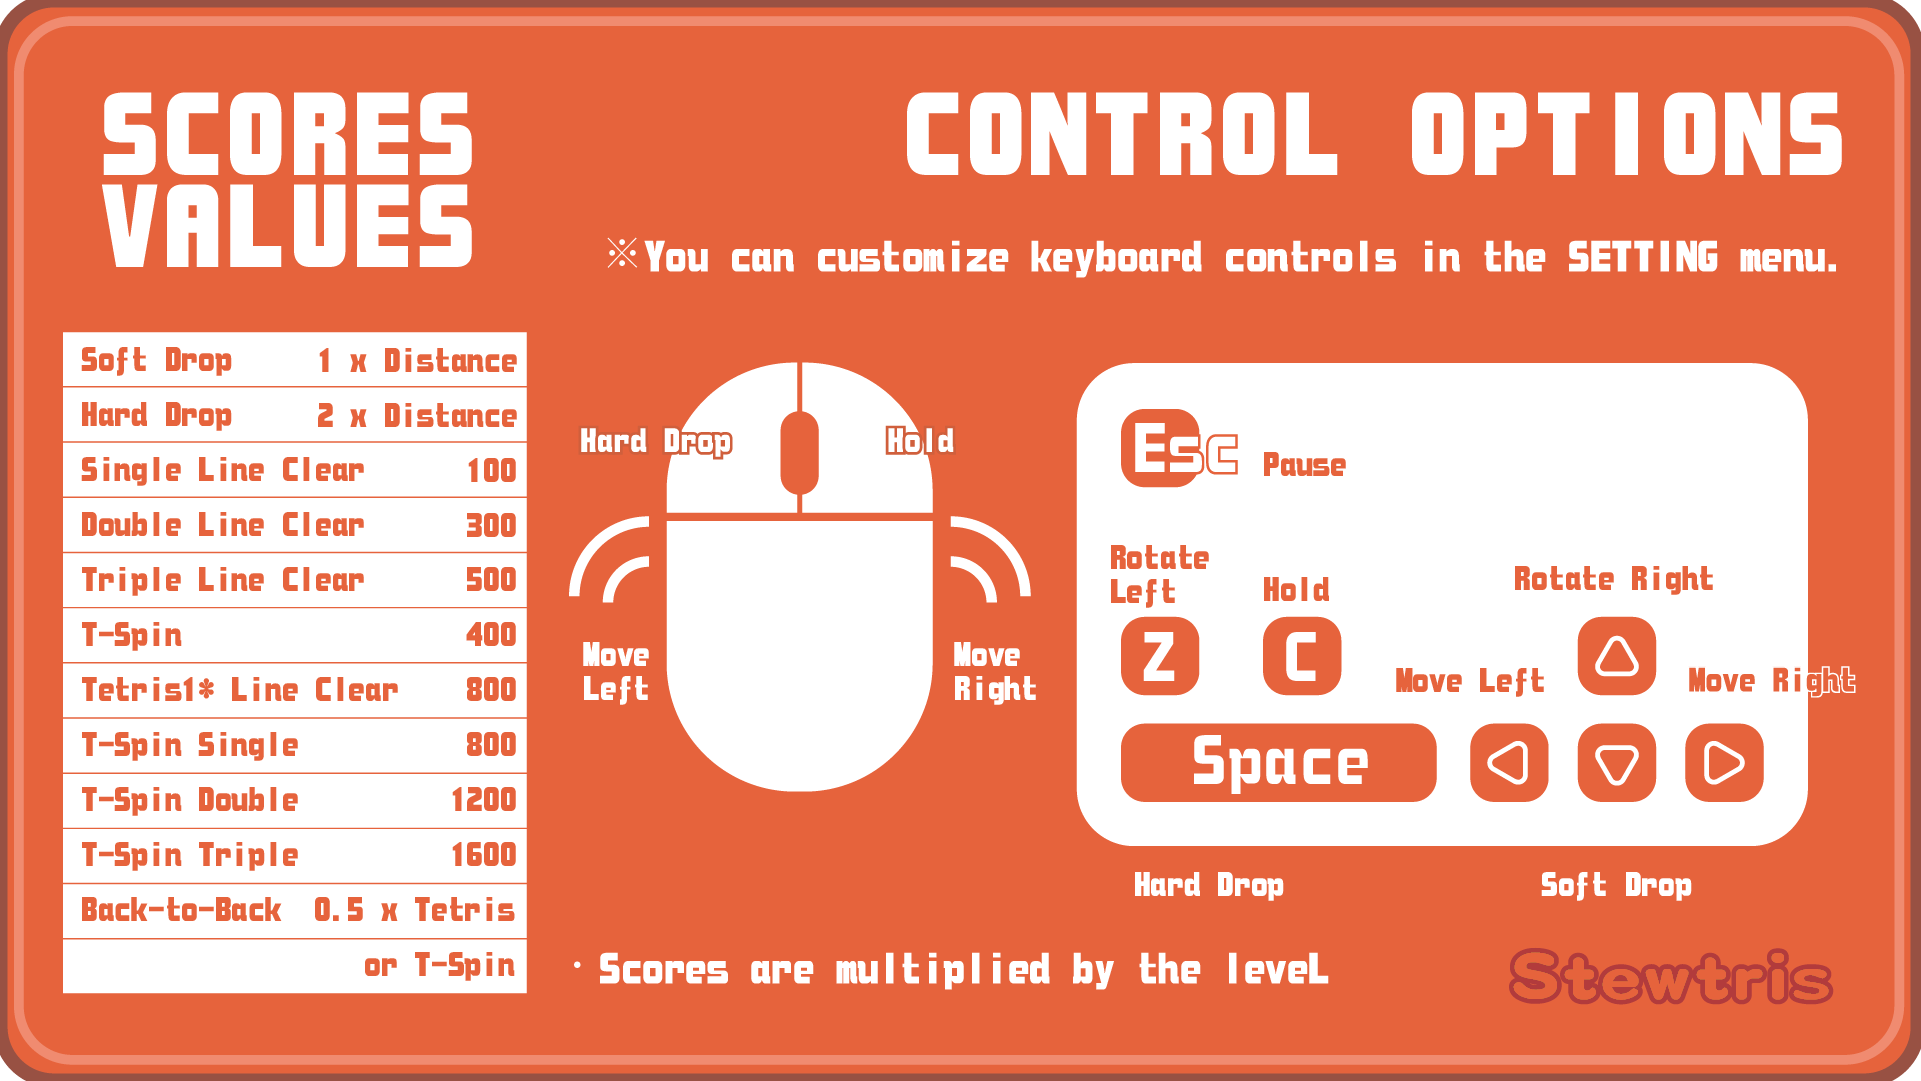 SCORES
VALUES
CONTROL OPTIONS
※You can customize keyboard controls in the SETTING menu.
Soft Drop 1 x Distance
Hard Drop 2 x Distance
Single Line Clear 100
Double Line Clear 300
Triple Line Clear 500
T-Spin 400
Tetris1* Line Clear 800
T-Spin Single 800
T-Spin Double 1200
T-Spin Triple 1600
Back-to-Back 0.5 x Tetris
or T-Spin
Hard Drop
Hold
Move
Left
Move
Right
Esc Pause
Rotate
Left
Hold
Rotate Right
Z
C
Move Left
Move Right
Space
Hard Drop
Soft Drop
· Scores are multiplied by the leveL
Stewtris